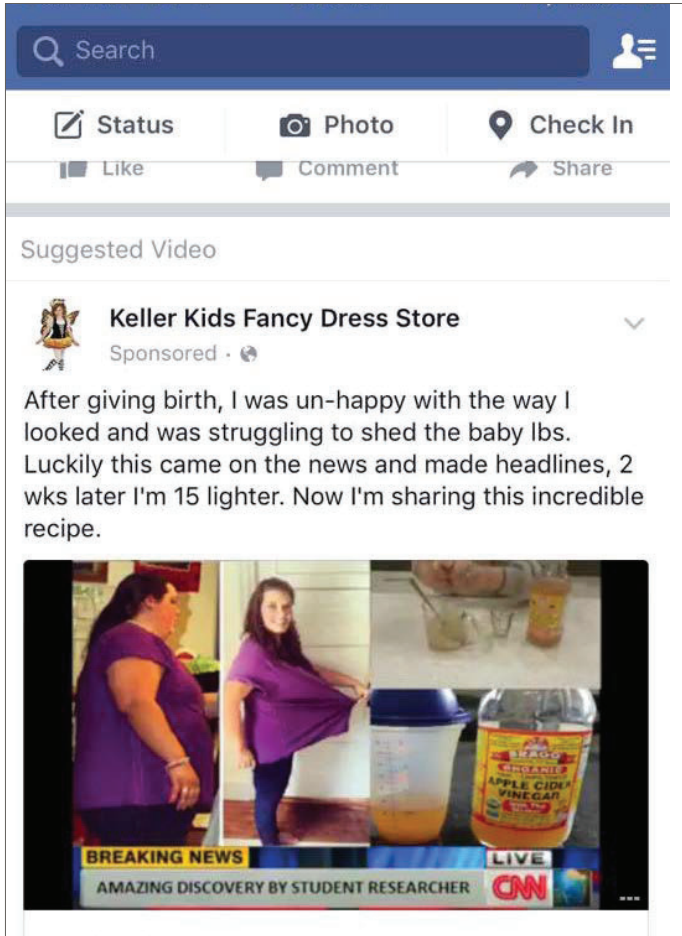 Search
Status Photo Check In
Like Comment Share
Suggested Video
Keller Kids Fancy Dress Store
Sponsored ·
After giving birth, I was un-happy with the way I
looked and was struggling to shed the baby lbs.
Luckily this came on the news and made headlines, 2
wks later I'm 15 lighter. Now I'm sharing this incredible
recipe.
BRAGG
ORGANIC
APPLE CIDER
VINEGAR
BREAKING NEWS
LIVE
AMAZING DISCOVERY BY STUDENT RESEARCHER
CNN